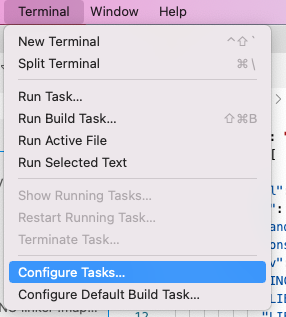 Terminal Window Help
New Terminal ⌃⇧`
Split Terminal ⌘\
Run Task...
Run Build Task... ⇧⌘B
Run Active File
Run Selected Text
Show Running Tasks...
Restart Running Task...
Terminate Task...
Configure Tasks...
Configure Default Build Task...
12